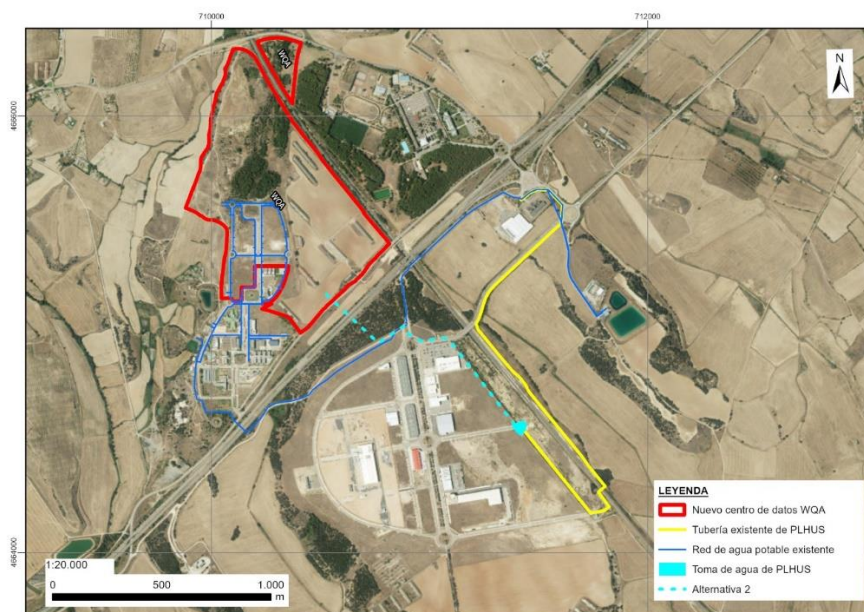 710000
712000
WQA
N
4666000
WQA
LEYENDA
Nuevo centro de datos WQA
Tubería existente de PLHUS
Red de agua potable existente
Toma de agua de PLHUS
Alternativa 2
4664000
1:20.000
0 500 1.000
m